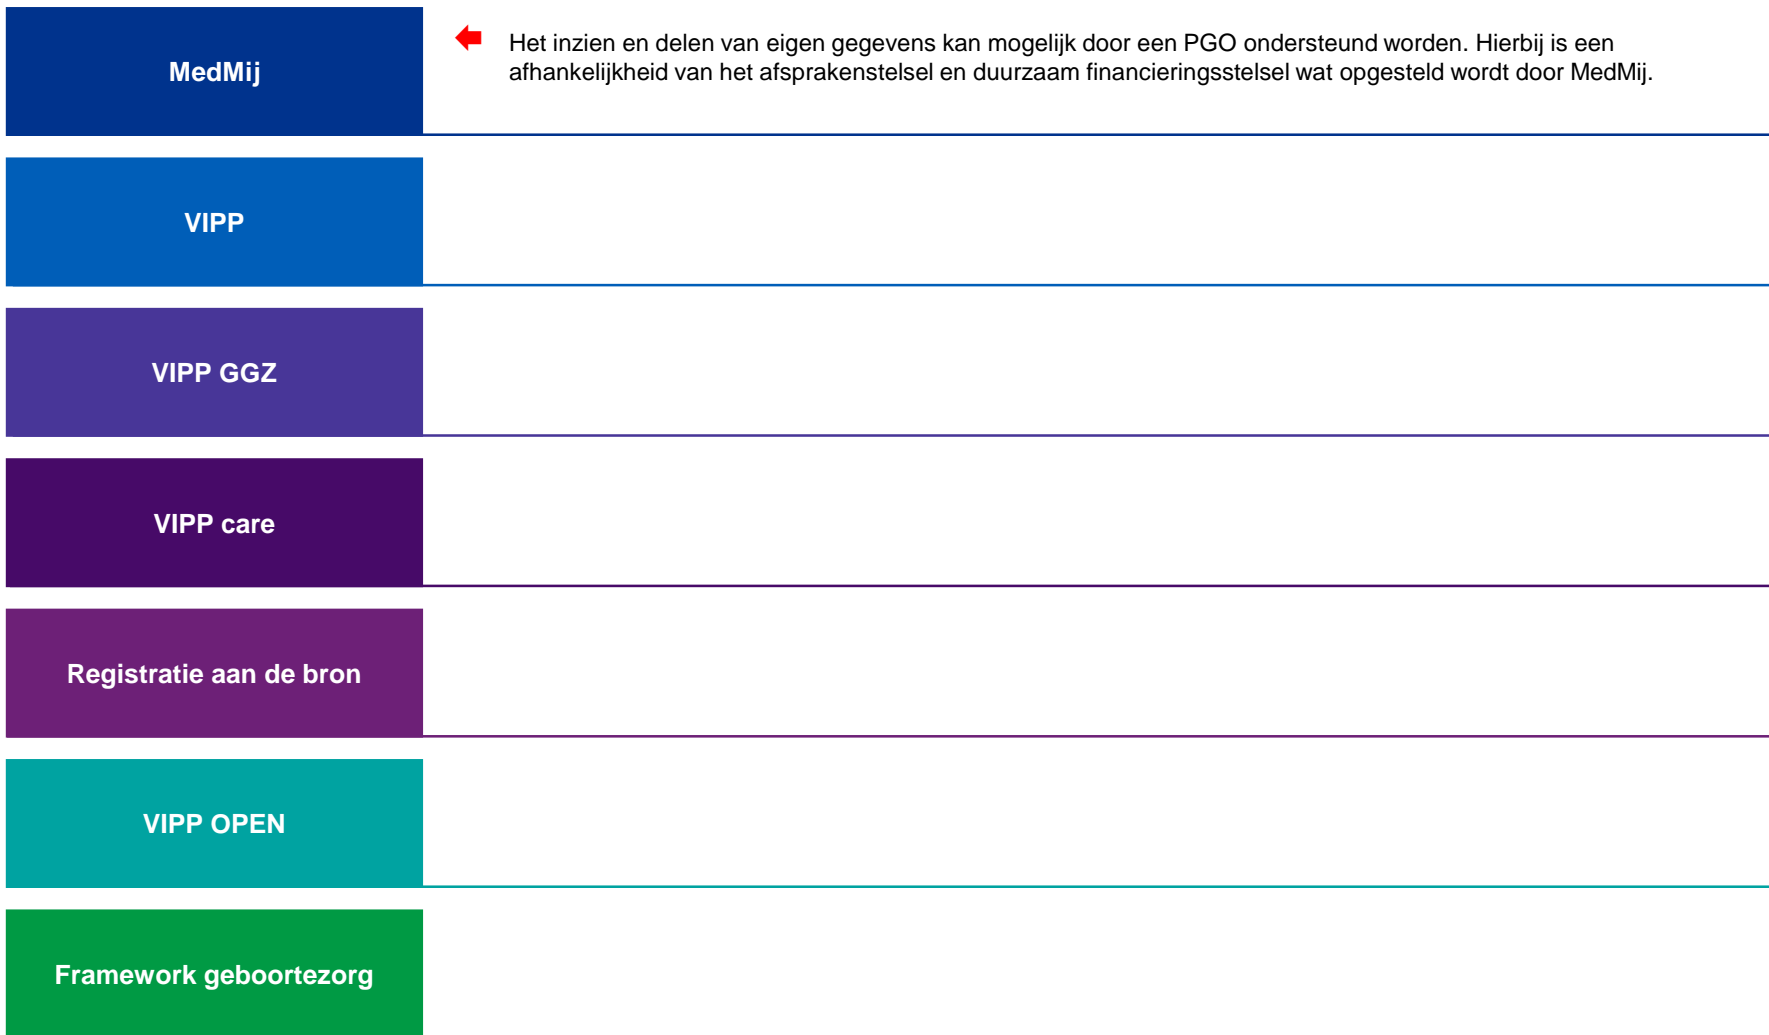 MedMij
Het inzien en delen van eigen gegevens kan mogelijk door een PGO ondersteund worden. Hierbij is een
afhankelijkheid van het afsprakenstelsel en duurzaam financieringsstelsel wat opgesteld wordt door MedMij.
VIPP
VIPP GGZ
VIPP care
Registratie aan de bron
VIPP OPEN
Framework geboortezorg